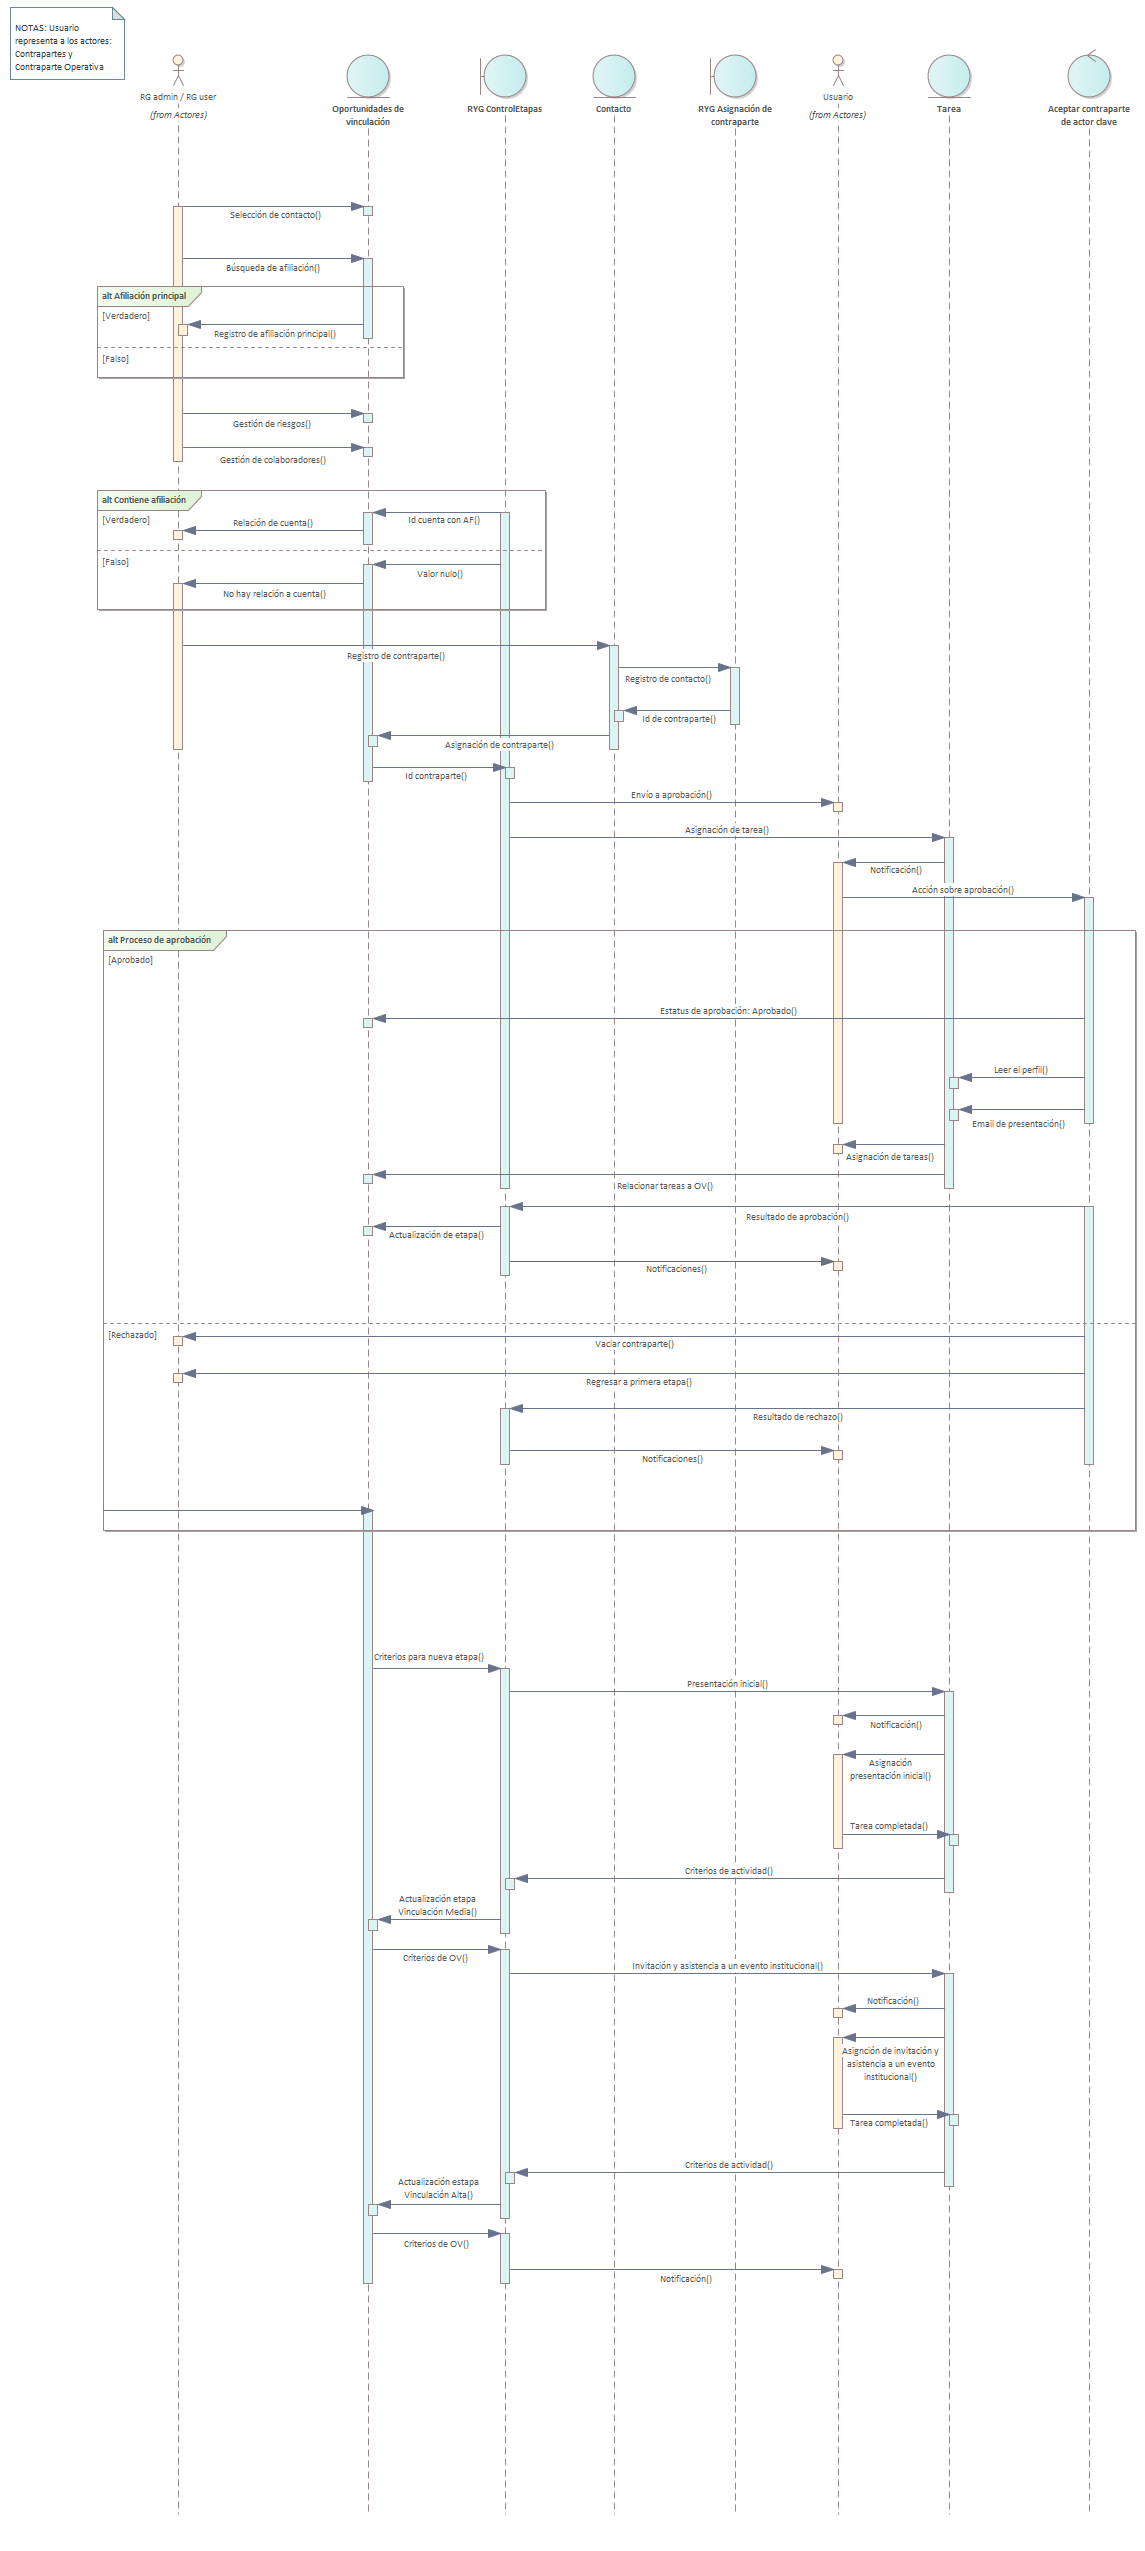 NOTAS: Usuario
representa a los actores:
Contrapartes y
Contraparte Operativa
RG admin / RG user
(from Actores)
Oportunidades de
vinculación
RYG ControlEtapas
Contacto
RYG Asignación de
contraparte
Usuario
(from Actores)
Tarea
Aceptar contraparte
de actor clave
Selección de contacto()
Búsqueda de afiliación()
alt Afiliación principal
[Verdadero]
Registro de afiliación principal()
[Falso]
Gestión de riesgos()
Gestión de colaboradores()
alt Contiene afiliación
[Verdadero]
Id cuenta con AF()
Relación de cuenta()
[Falso]
Valor nulo()
No hay relación a cuenta()
Registro de contraparte()
Registro de contacto()
Id de contraparte()
Asignación de contraparte()
Id contraparte()
Envío a aprobación()
Asignación de tarea()
Notificación()
Acción sobre aprobación()
alt Proceso de aprobación
[Aprobado]
Estatus de aprobación: Aprobado()
Leer el perfil()
Email de presentación()
Asignación de tareas()
Relacionar tareas a OV()
Resultado de aprobación()
Actualización de etapa()
Notificaciones()
[Rechazado]
Vaciar contraparte()
Regresar a primera etapa()
Resultado de rechazo()
Notificaciones()
Criterios para nueva etapa()
Presentación inicial()
Notificación()
Asignación
presentación inicial()
Tarea completada()
Criterios de actividad()
Actualización etapa
Vinculación Media()
Criterios de OV()
Invitación y asistencia a un evento institucional()
Notificación()
Asignción de invitación y
asistencia a un evento
institucional()
Tarea completada()
Criterios de actividad()
Actualización estapa
Vinculación Alta()
Criterios de OV()
Notificación()